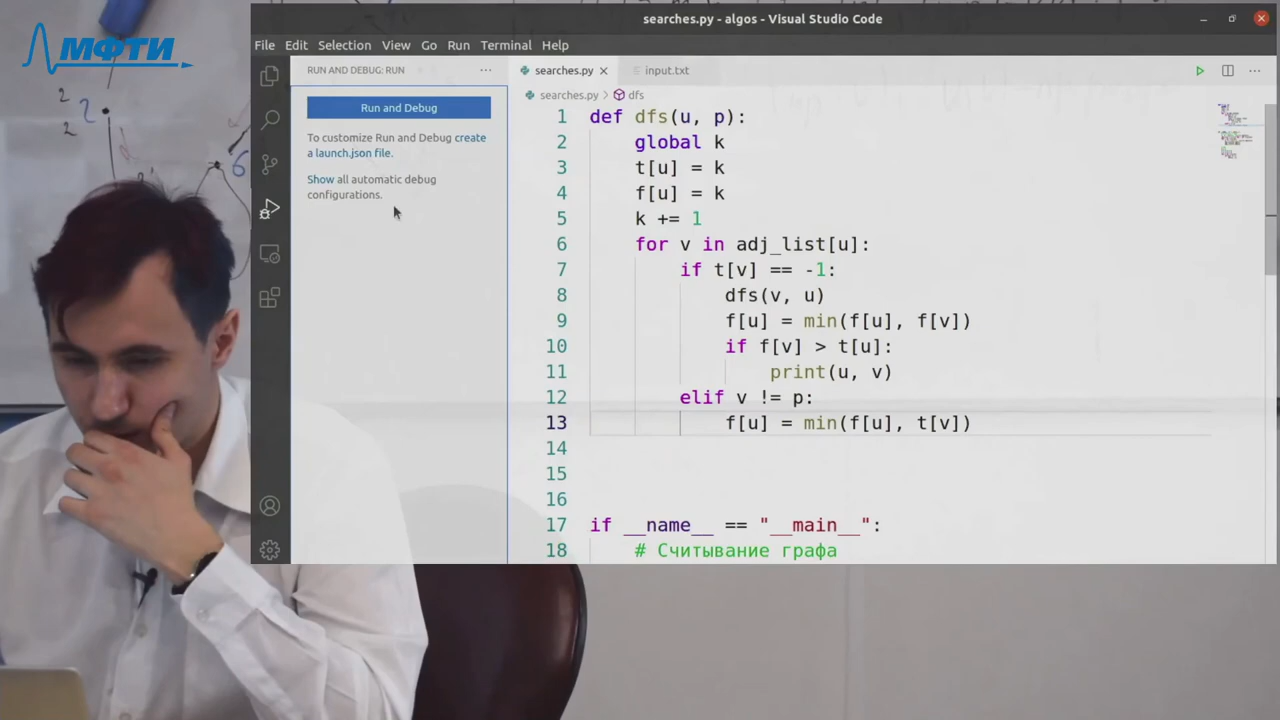 МФТИ
searches.py - algos - Visual Studio Code
File Edit Selection View Go Run Terminal Help
RUN AND DEBUG: RUN
Run and Debug
To customize Run and Debug create
a launch.json file.
Show all automatic debug
configurations.
searches.py
input.txt
searches.py > dfs
1 def dfs(u, p):
2 global k
3 t[u] = k
4 f[u] = k
5 k += 1
6 for v in adj_list[u]:
7 if t[v] == -1:
8 dfs(v, u)
9 f[u] = min(f[u], f[v])
10 if f[v] > t[u]:
11 print(u, v)
12 elif v != p:
13 f[u] = min(f[u], t[v])
14
15
16
17 if __name__ == "__main__":
18 # Считывание графа
2
2
2
6